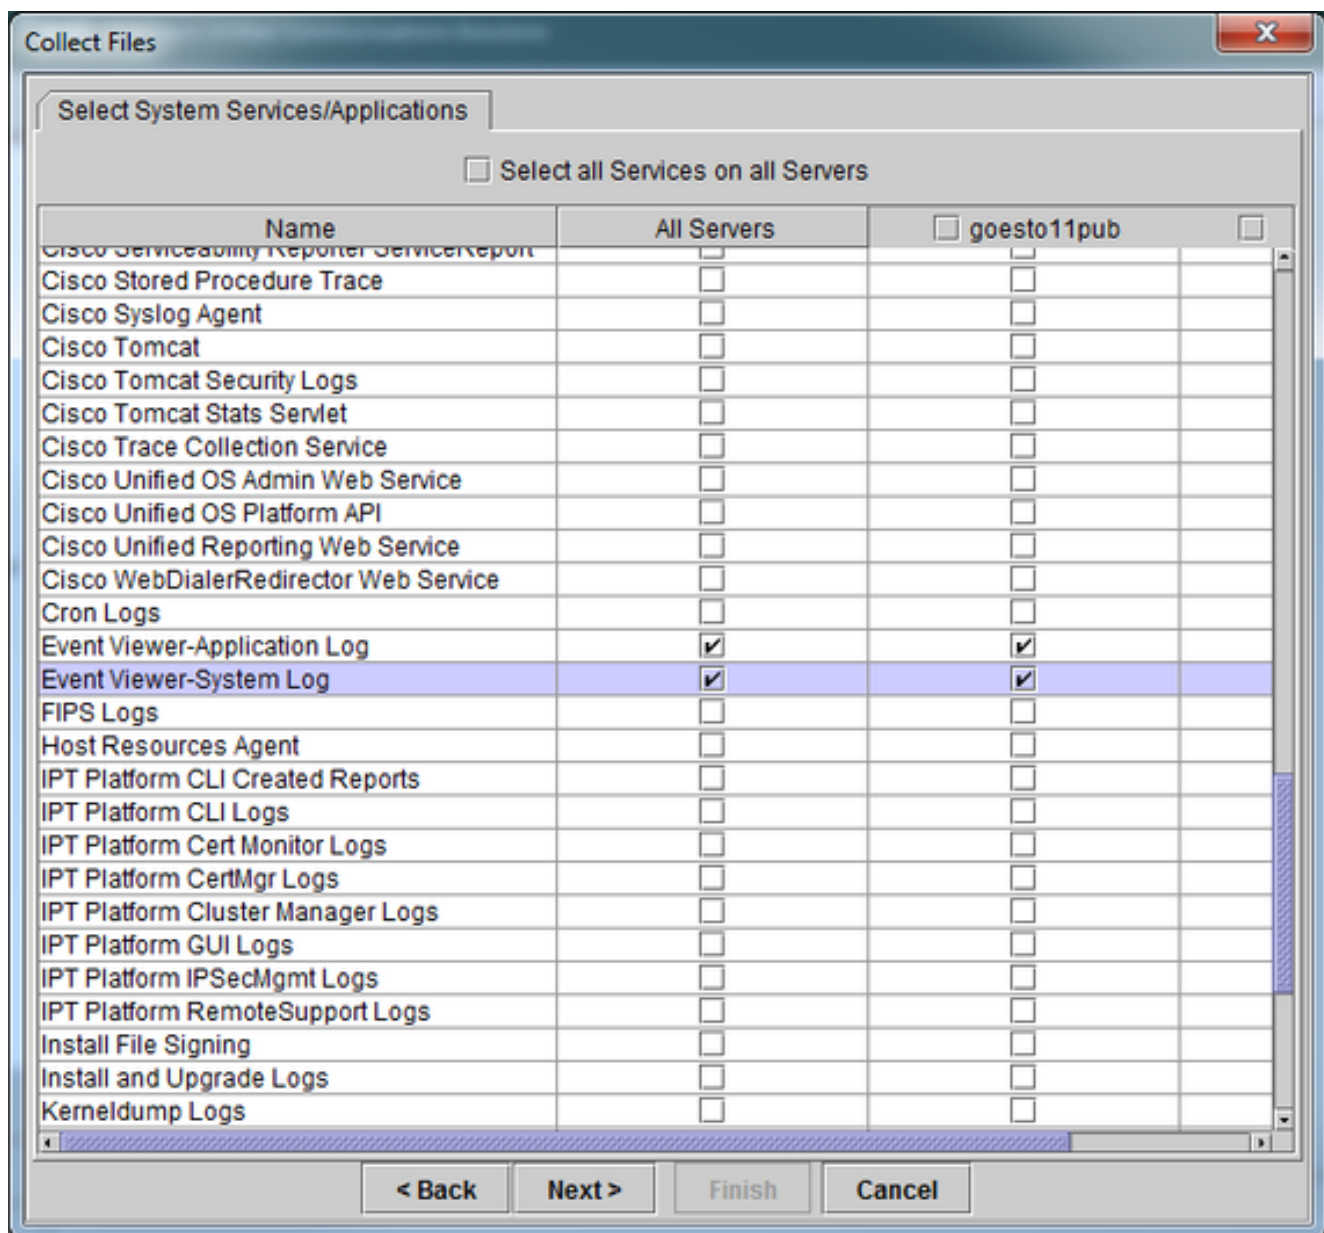 Collect Files
Select System Services/Applications
Select all Services on all Servers
Name All Servers goesto11pub
Cisco Serviceability Reporter ServiceReport
Cisco Stored Procedure Trace
Cisco Syslog Agent
Cisco Tomcat
Cisco Tomcat Security Logs
Cisco Tomcat Stats Servlet
Cisco Trace Collection Service
Cisco Unified OS Admin Web Service
Cisco Unified OS Platform API
Cisco Unified Reporting Web Service
Cisco WebDialerRedirector Web Service
Cron Logs
Event Viewer-Application Log
Event Viewer-System Log
FIPS Logs
Host Resources Agent
IPT Platform CLI Created Reports
IPT Platform CLI Logs
IPT Platform Cert Monitor Logs
IPT Platform CertMgr Logs
IPT Platform Cluster Manager Logs
IPT Platform GUI Logs
IPT Platform IPSecMgmt Logs
IPT Platform RemoteSupport Logs
Install File Signing
Install and Upgrade Logs
Kerneldump Logs
< Back Next > Finish Cancel